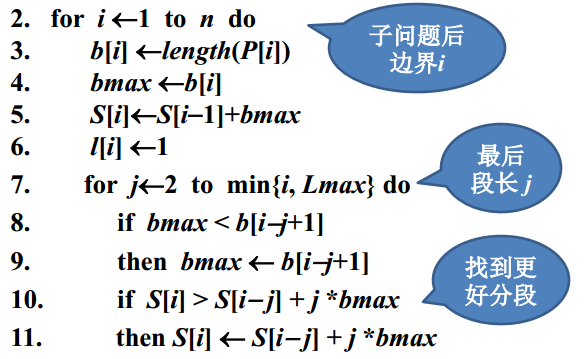 2. for i ←1 to n do
3. b[i] ←length(P[i])
4. bmax ←b[i]
5. S[i]←S[i–1]+bmax
6. l[i] ←1
7. for j←2 to min{i, Lmax} do
8. if bmax < b[i–j+1]
9. then bmax ← b[i–j+1]
10. if S[i] > S[i–j] + j *bmax
11. then S[i] ← S[i–j] + j *bmax
子问题后
边界i
最后
段长 j
找到更
好分段